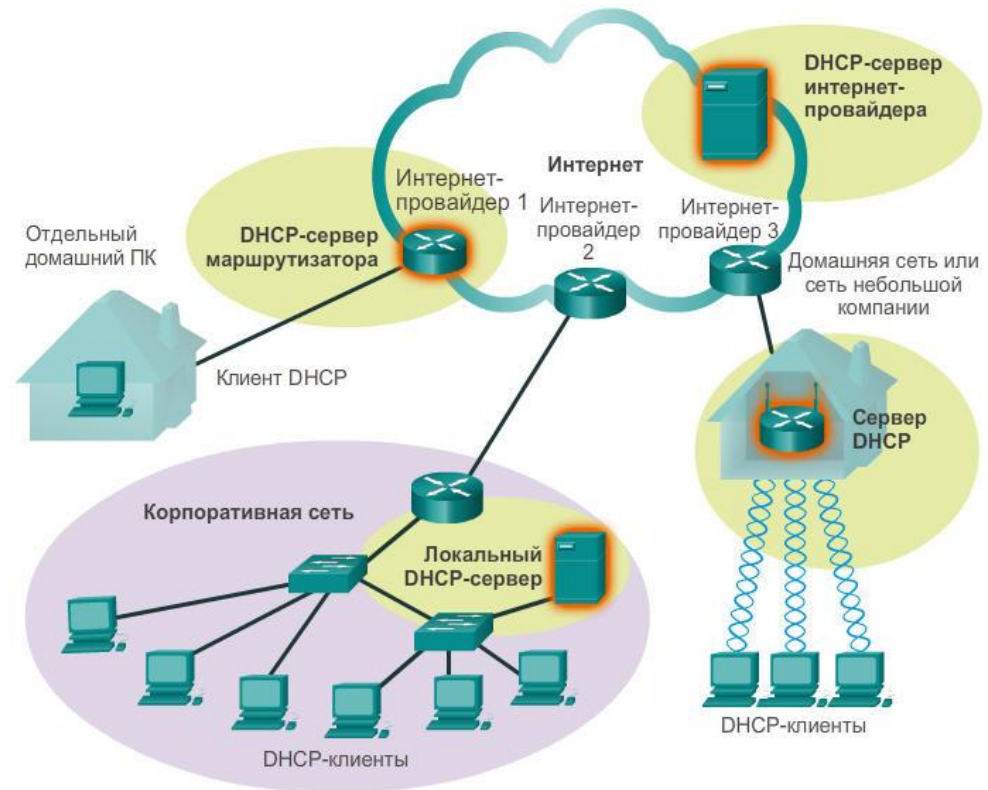 DHCP-сервер
интернет-
провайдера
Интернет
Интернет-
провайдер 1
Интернет-
провайдер
2
Интернет-
провайдер 3
Отдельный
домашний ПК
DHCP-сервер
маршрутизатора
Домашняя сеть или
сеть небольшой
компании
Клиент DHCP
Сервер
DHCP
Корпоративная сеть
Локальный
DHCP-сервер
DHCP-клиенты
DHCP-клиенты